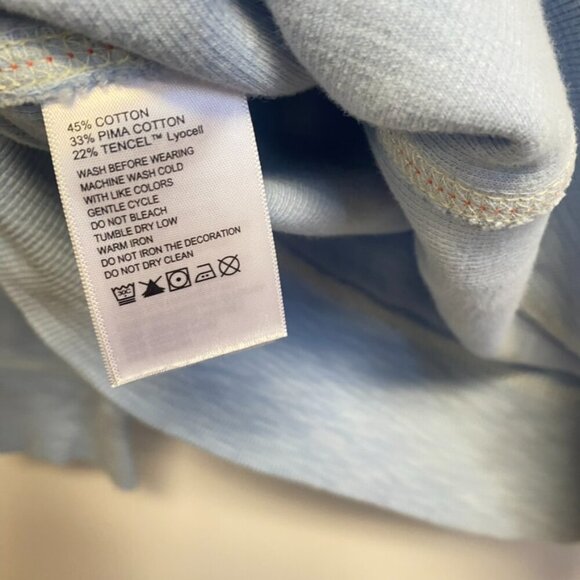 45% COTTON
33% PIMA COTTON
22% TENCEL™ Lyocell
WASH BEFORE WEARING
MACHINE WASH COLD
WITH LIKE COLORS
GENTLE CYCLE
DO NOT BLEACH
TUMBLE DRY LOW
WARM IRON
DO NOT IRON THE DECORATION
DO NOT DRY CLEAN